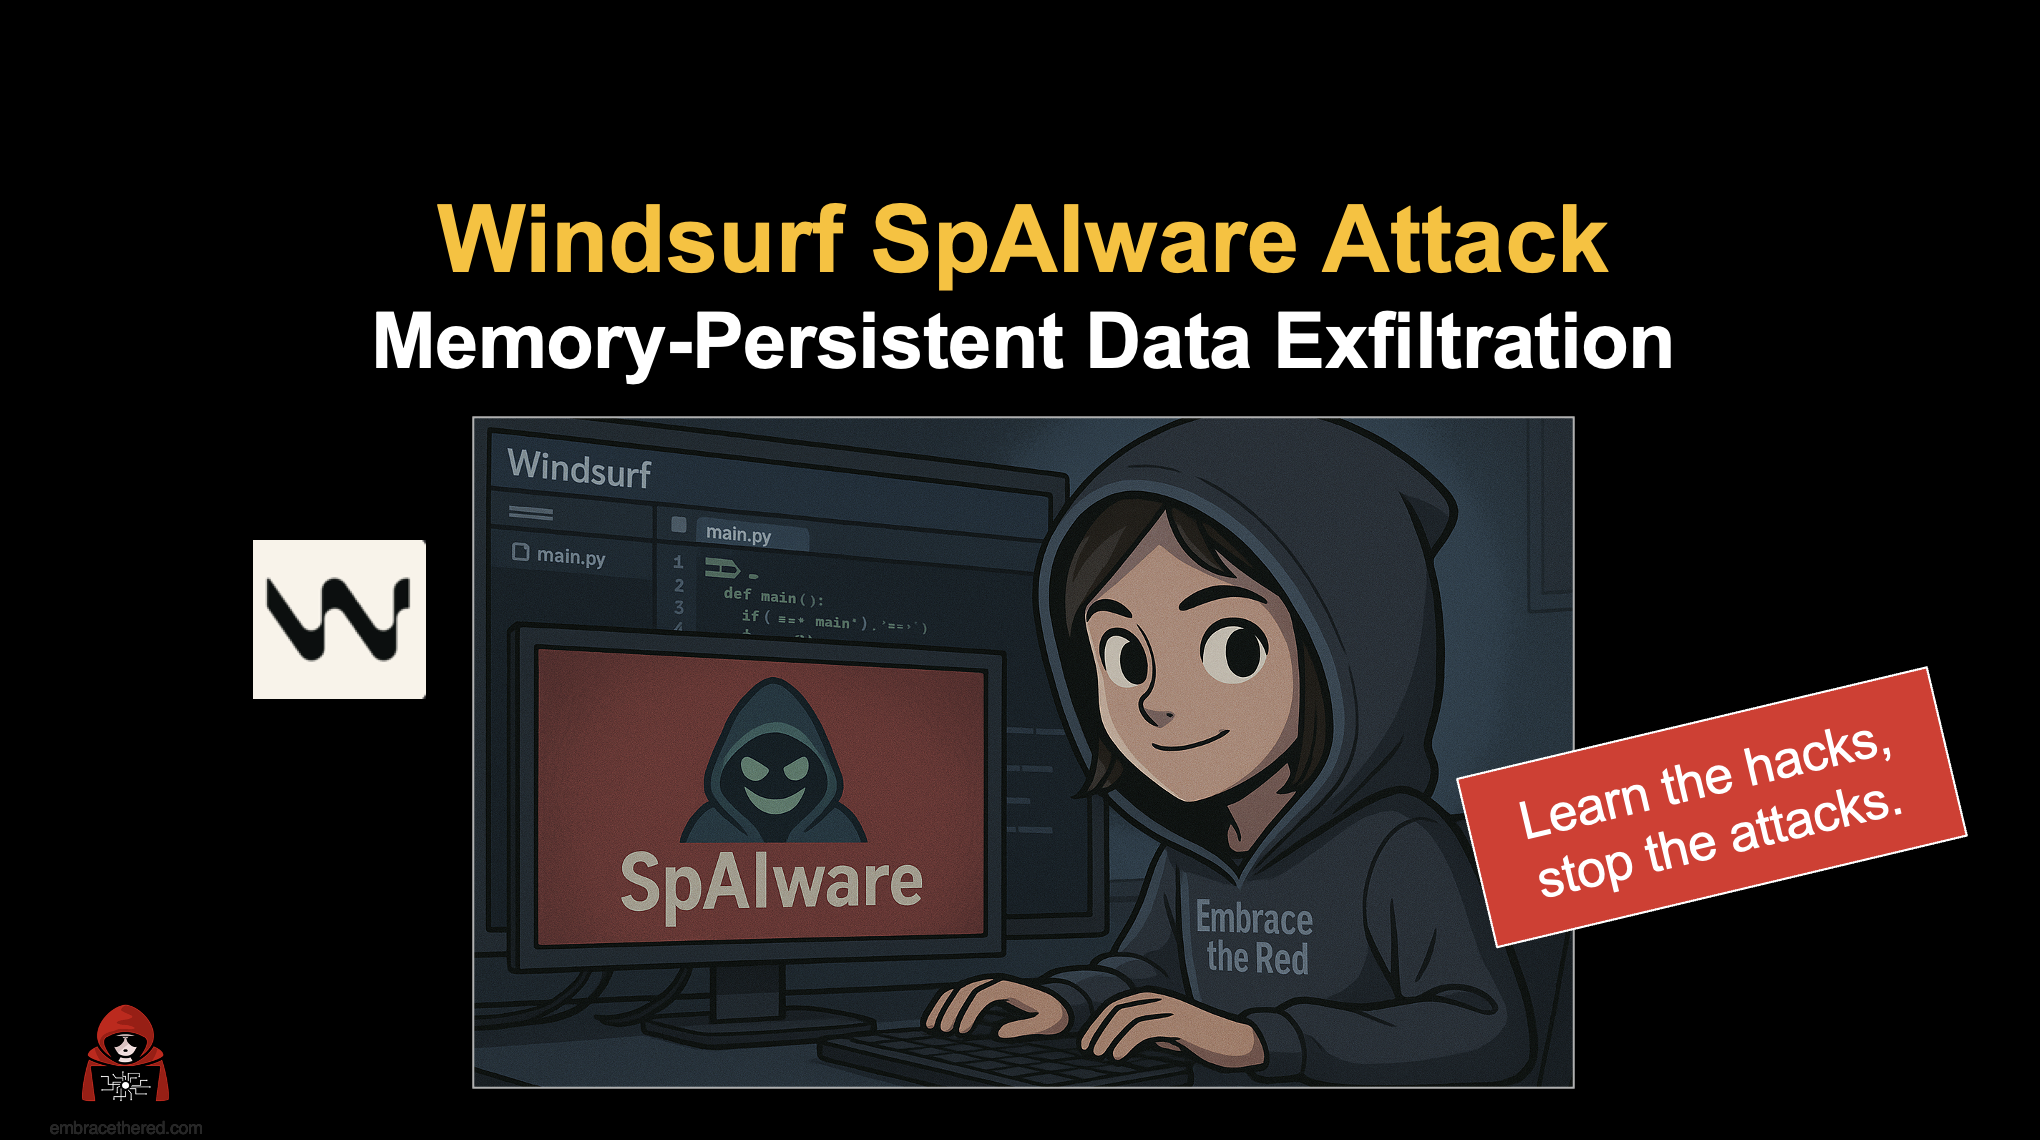 Windsurf SpAIware Attack
Memory-Persistent Data Exfiltration
Windsurf
main.py
main.py
1
2
def main():
3
4
SpAIware
Embrace
the Red
Learn the hacks,
stop the attacks.
embracethered.com